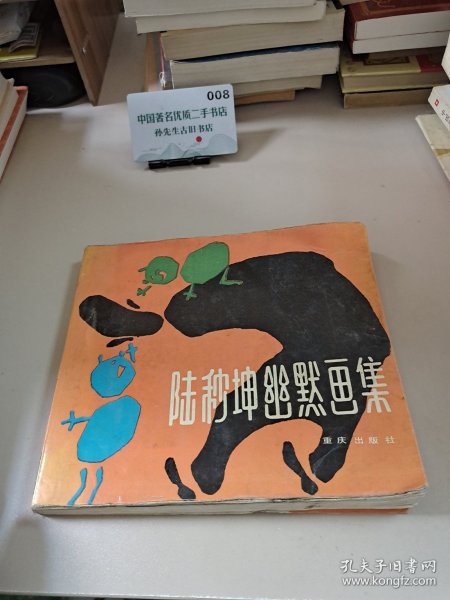 008
中国著名优质二手书店
孙先生古旧书店
陆种坤幽默画集
重庆出版社
孔夫子旧书网
www.kongfz.com